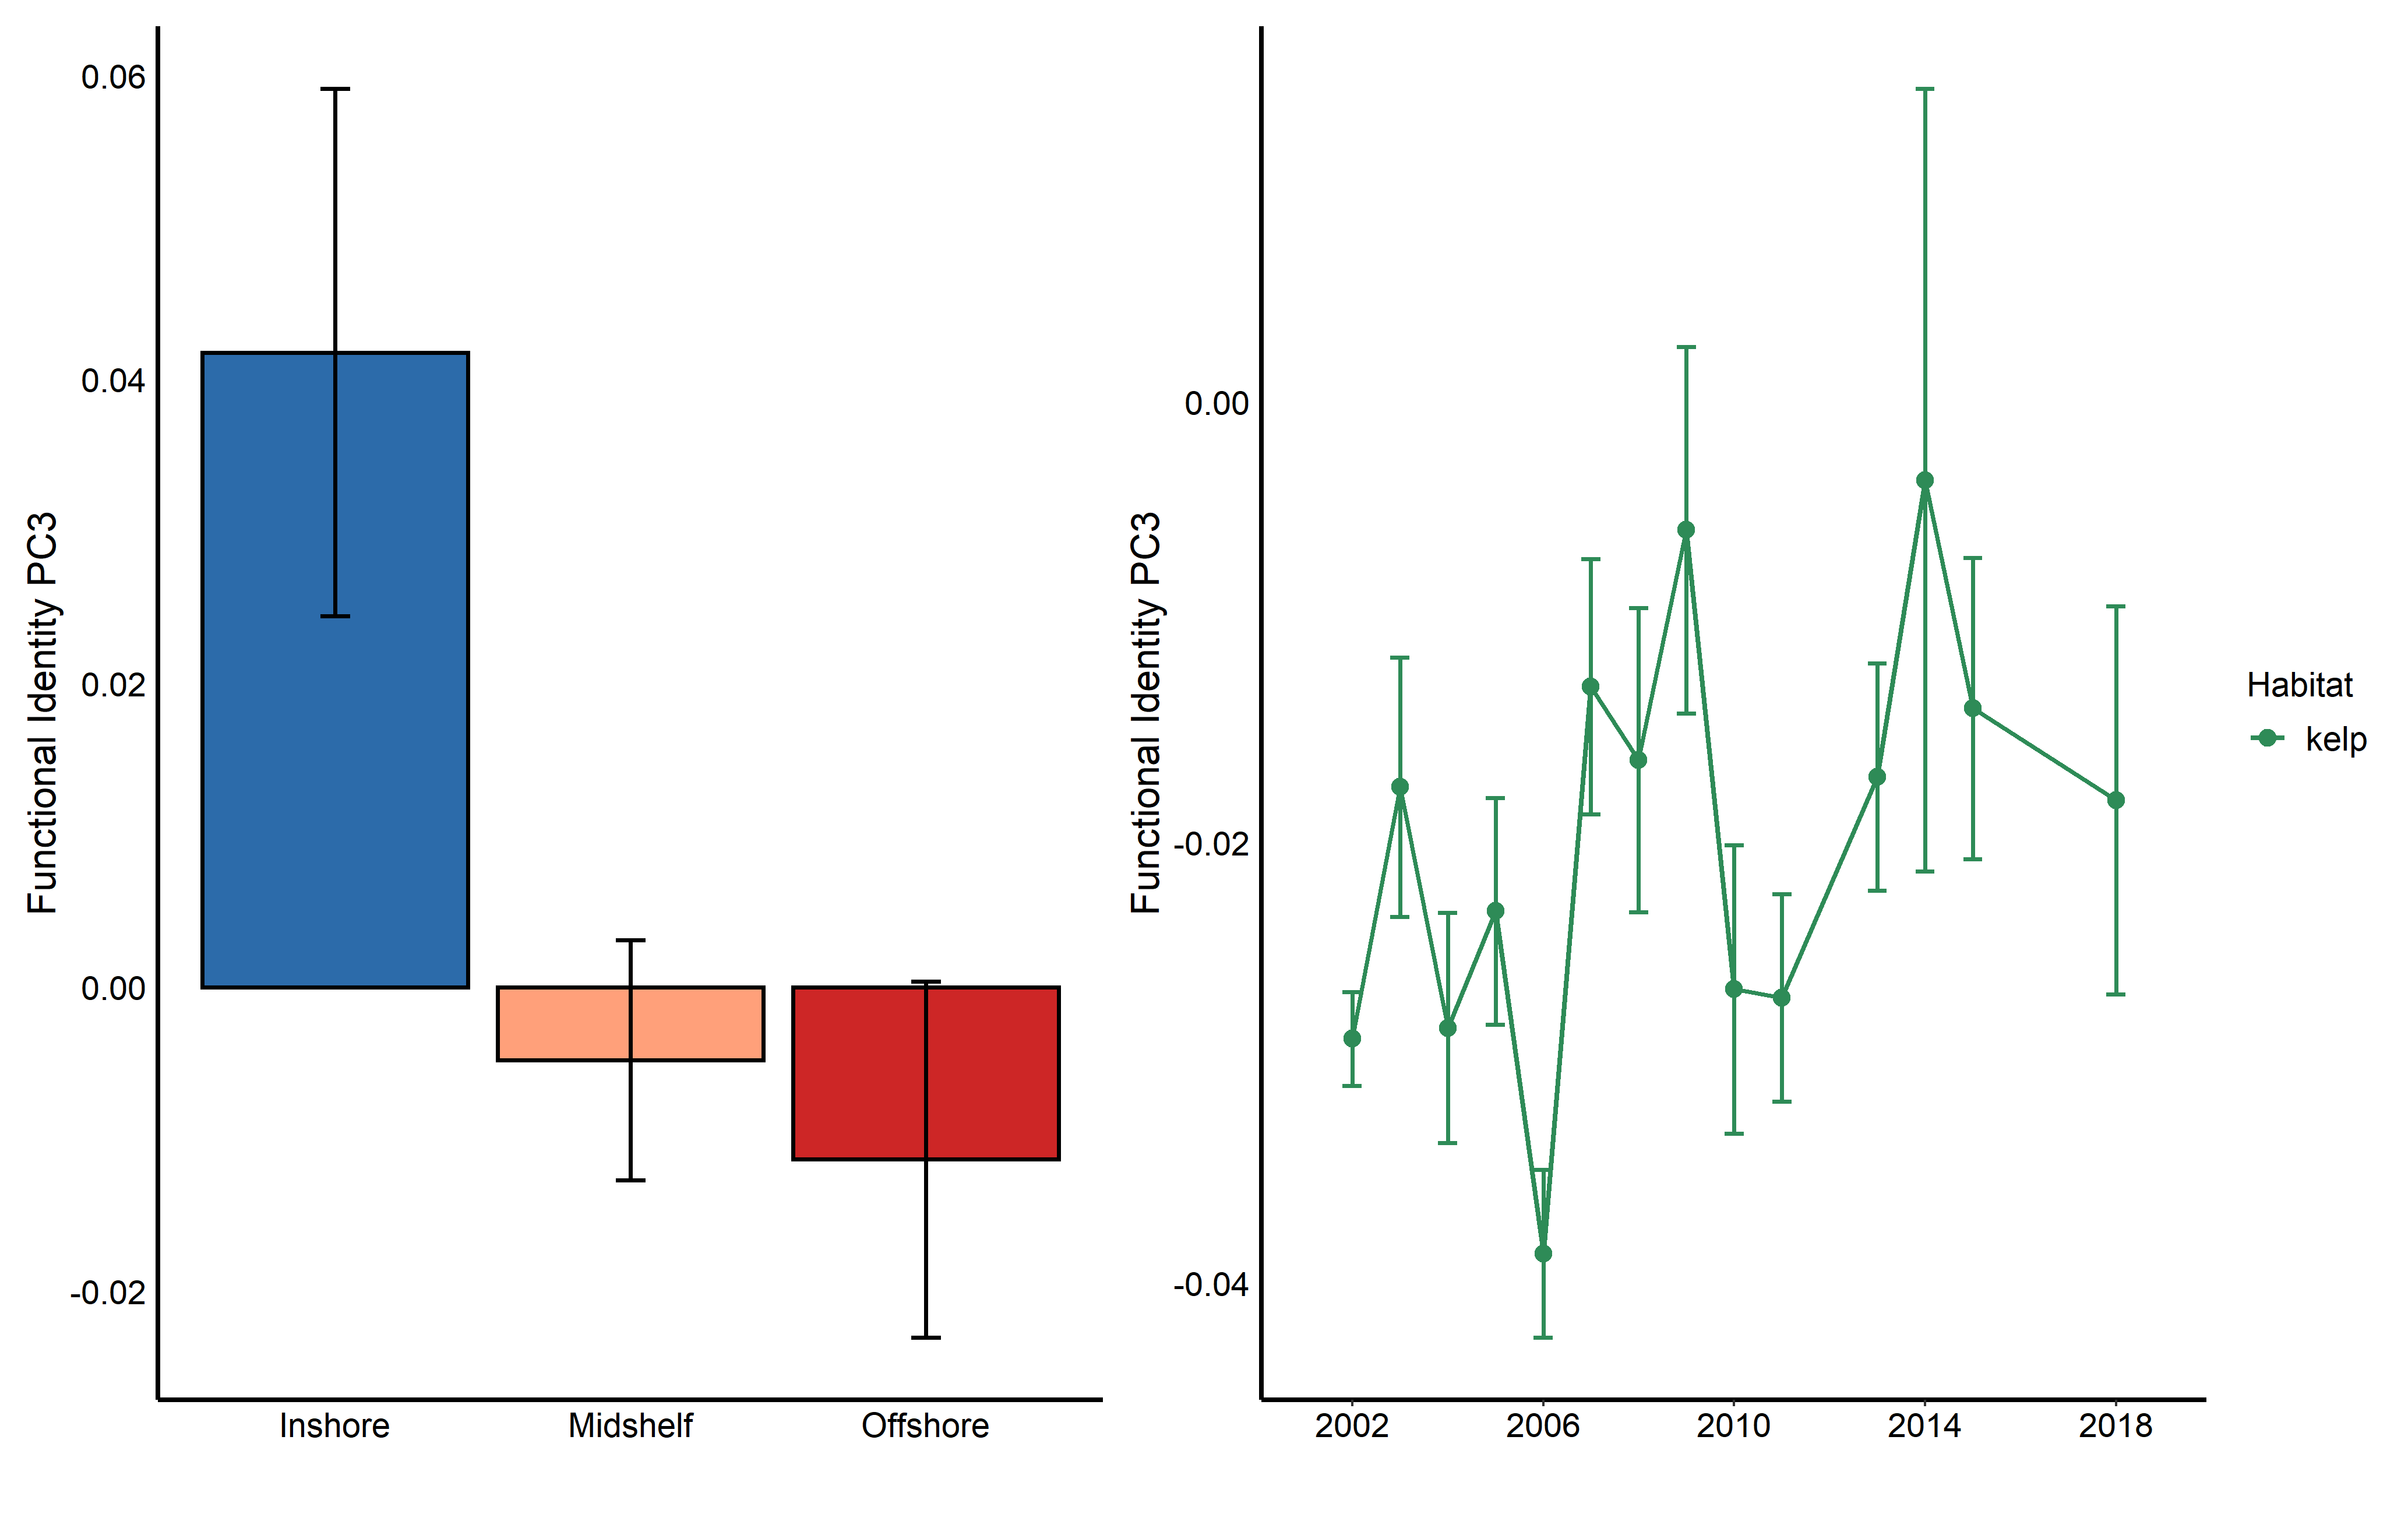 Functional Identity PC3
0.06
0.04
0.02
0.00
-0.02
Inshore Midshelf Offshore
Functional Identity PC3
0.00
-0.02
-0.04
2002 2006 2010 2014 2018
Habitat
kelp